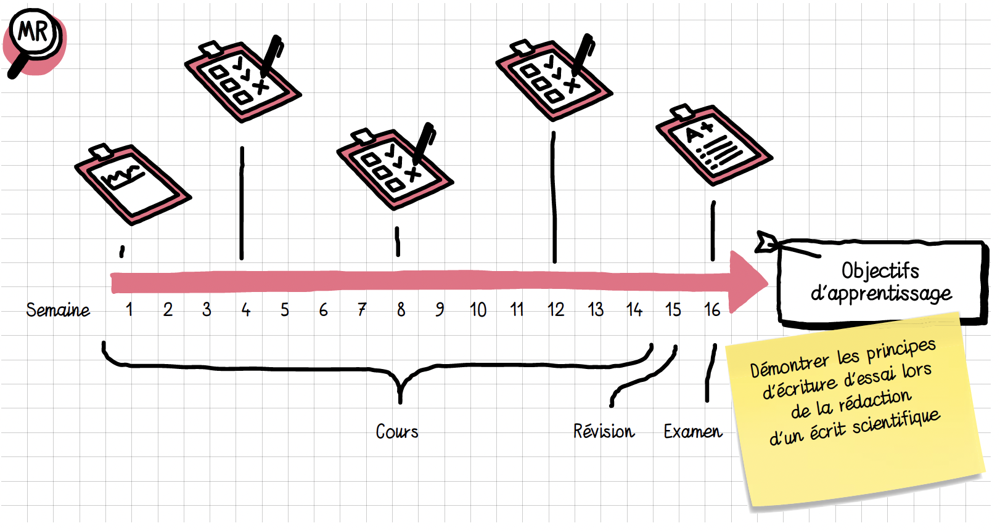 MR
A+
Objectifs
d'apprentissage
Semaine 1 2 3 4 5 6 7 8 9 10 11 12 13 14 15 16
Démontrer les principes
d'écriture d'essai lors
de la rédaction
d'un écrit scientifique
Cours Révision Examen